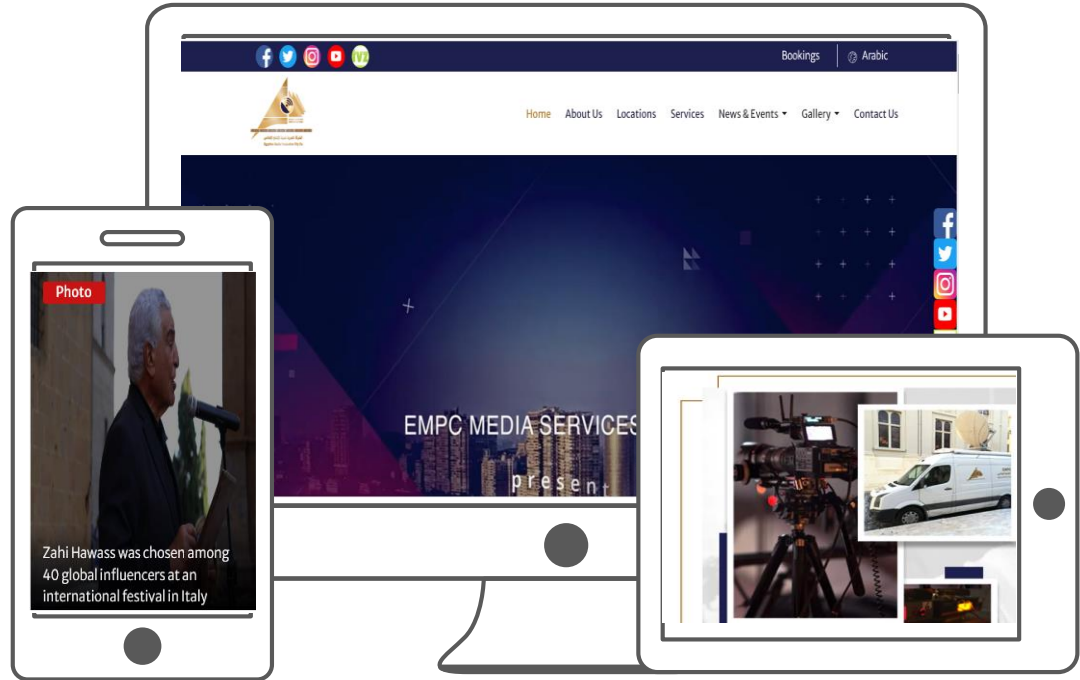 Bookings
Arabic
Home About Us Locations Services News & Events Gallery Contact Us
EMPC MEDIA SERVICES
present
Photo
Zahi Hawass was chosen among
40 global influencers at an
international festival in Italy